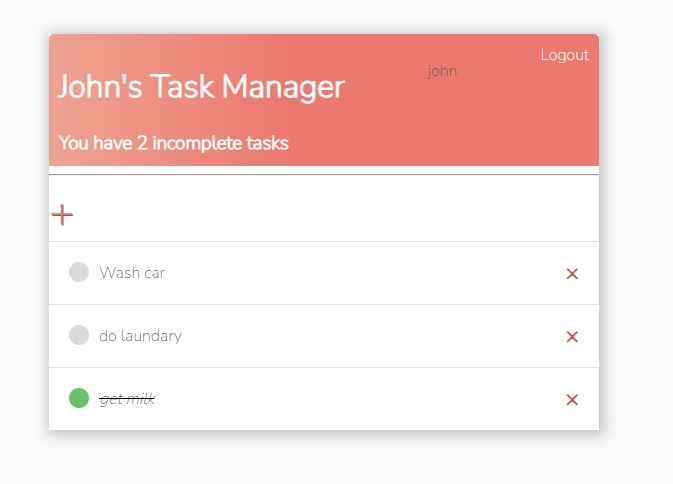 Logout
john
John's Task Manager
You have 2 incomplete tasks
Wash car
do laundary
get milk